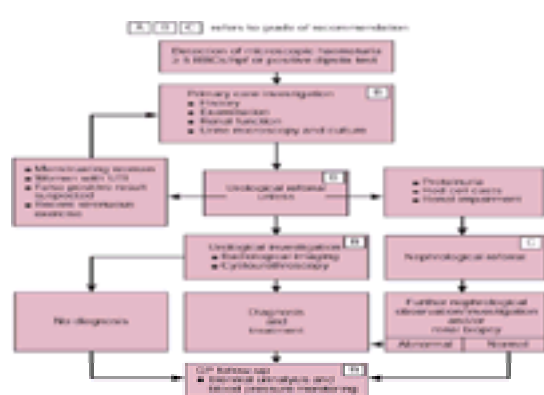 A B C refers to grade of recommendation
Detection of microscopic haematuria
≥ 5 RBCs/hpf or positive dipstix test
Primary care investigation
B
■ History
■ Examination
■ Renal function
■ Urine microscopy and culture
■ Menstruating women
■ Women with UTI
■ False positive result
suspected
■ Recent strenuous
exercise
Urological referral
unless
■ Proteinuria
■ Red cell casts
■ Renal impairment
Urological investigation
B
■ Radiological imaging
■ Cystourethroscopy
C
Nephrological referral
No diagnosis
Diagnosis
and
treatment
Further nephrological
observation/investigation
and/or
renal biopsy
Abnormal
Normal
GP follow-up
■ Biennial urinalysis and
blood pressure monitoring